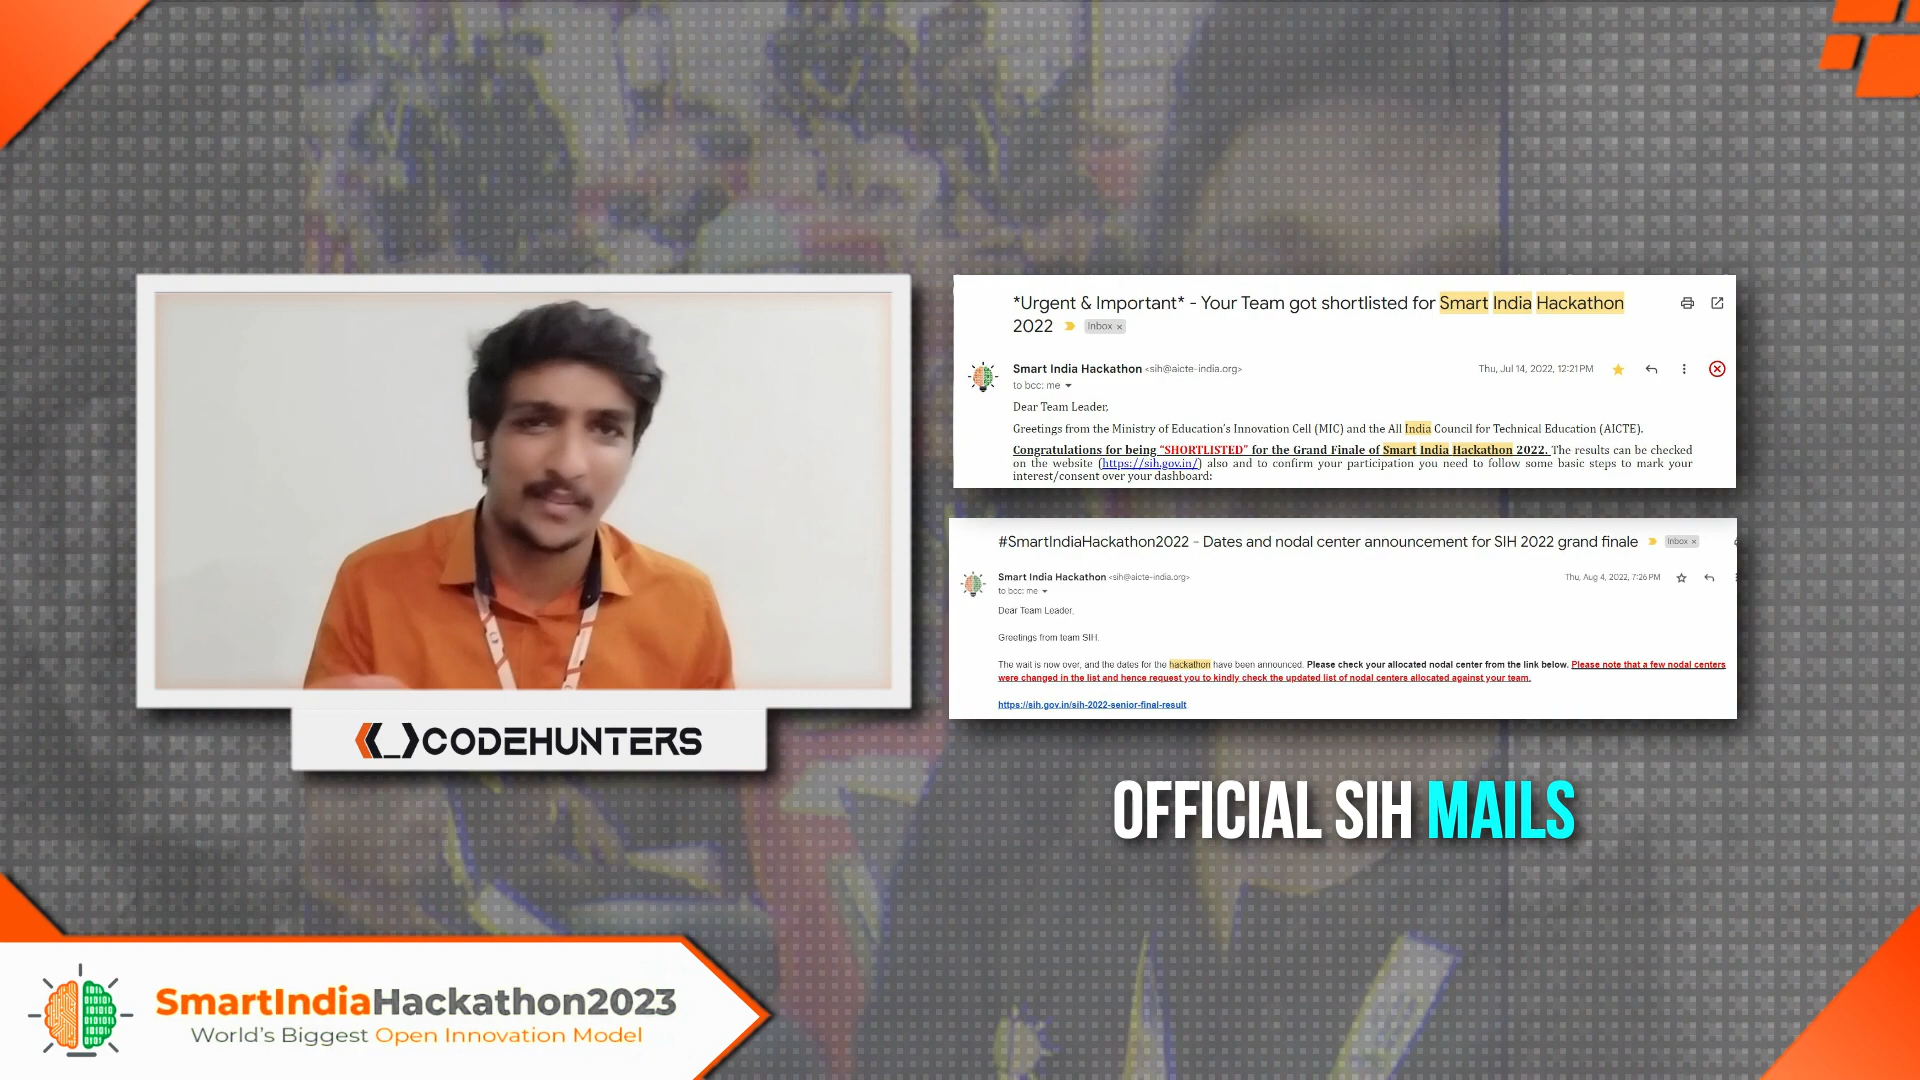 *Urgent & Important* - Your Team got shortlisted for Smart India Hackathon
2022 Inbox x
Smart India Hackathon <sih@aicte-india.org> Thu, Jul 14, 2022, 12:21 PM
to bcc: me
Dear Team Leader,
Greetings from the Ministry of Education's Innovation Cell (MIC) and the All India Council for Technical Education (AICTE).
Congratulations for being "SHORTLISTED" for the Grand Finale of Smart India Hackathon 2022. The results can be checked
on the website (https://sih.gov.in/) also and to confirm your participation you need to follow some basic steps to mark your
interest/consent over your dashboard:
#SmartIndiaHackathon2022 - Dates and nodal center announcement for SIH 2022 grand finale Inbox x
Smart India Hackathon <sih@aicte-india.org> Thu, Aug 4, 2022, 7:26 PM
to bcc: me
Dear Team Leader,
Greetings from team SIH.
The wait is now over, and the dates for the hackathon have been announced. Please check your allocated nodal center from the link below. Please note that a few nodal centers
were changed in the list and hence request you to kindly check the updated list of nodal centers allocated against your team.
https://sih.gov.in/sih-2022-senior-final-result
CODEHUNTERS
OFFICIAL SIH MAILS
SmartIndiaHackathon2023
World's Biggest Open Innovation Model